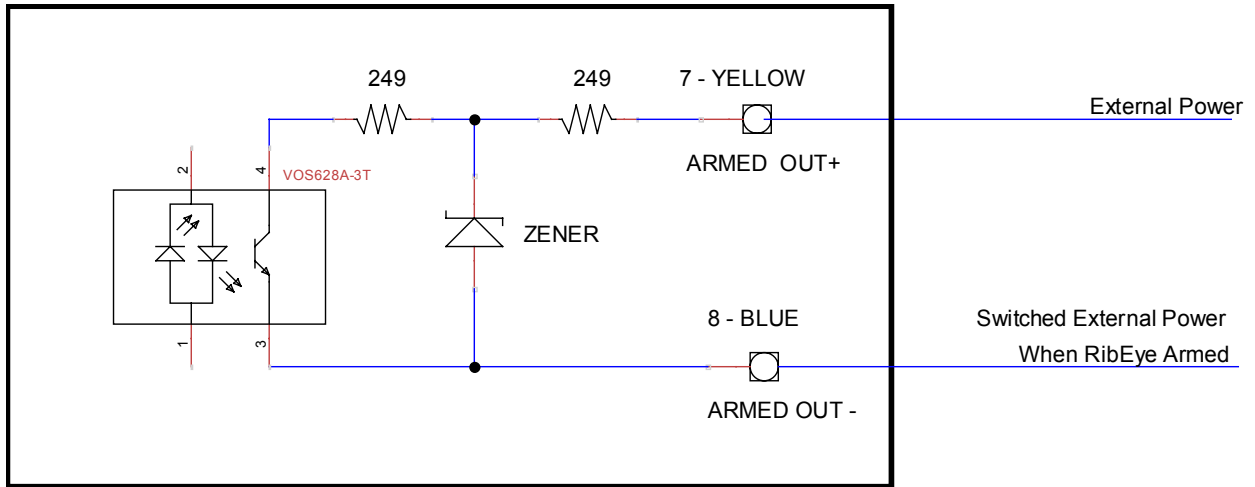 249
249
7 - YELLOW
External Power
ARMED OUT+
2
4
VOS628A-3T
ZENER
1
3
8 - BLUE
Switched External Power
When RibEye Armed
ARMED OUT -